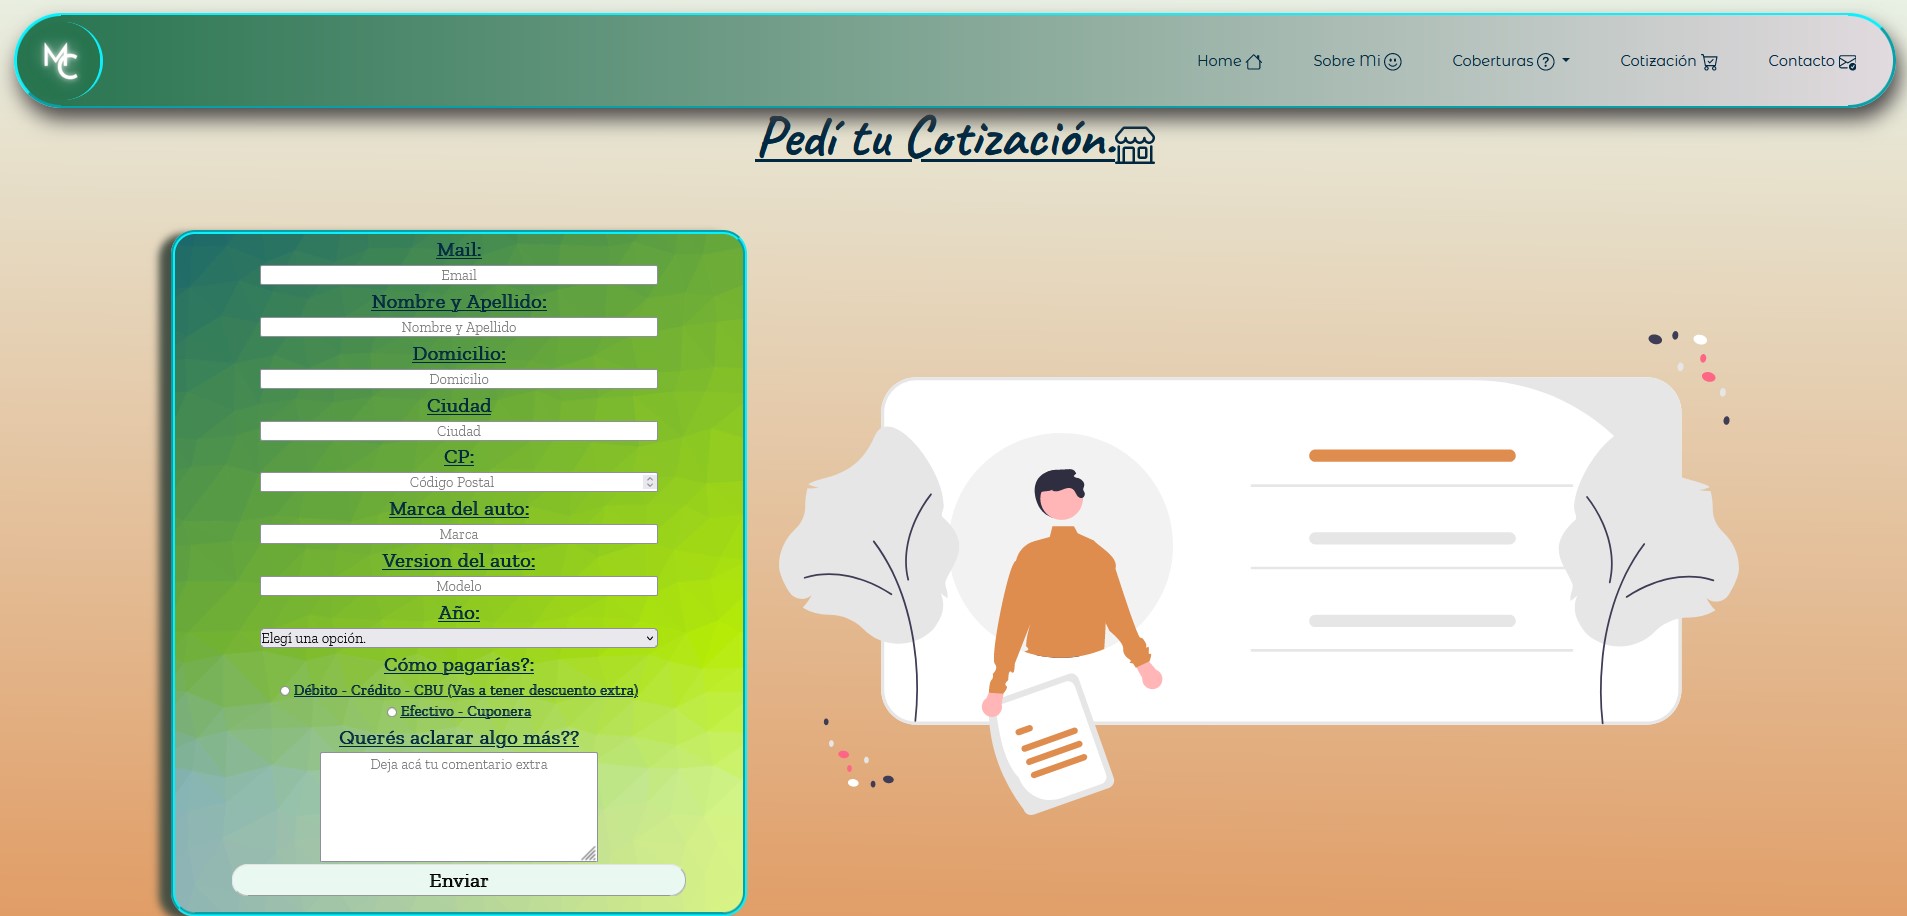 MC
Home
Sobre Mi
Coberturas
Cotización
Contacto
Pedí tu Cotización.
Mail:
Email
Nombre y Apellido:
Nombre y Apellido
Domicilio:
Domicilio
Ciudad
Ciudad
CP:
Código Postal
Marca del auto:
Marca
Version del auto:
Modelo
Año:
Elegí una opción.
Cómo pagarías?:
Débito - Crédito - CBU (Vas a tener descuento extra)
Efectivo - Cuponera
Querés aclarar algo más??
Deja acá tu comentario extra
Enviar